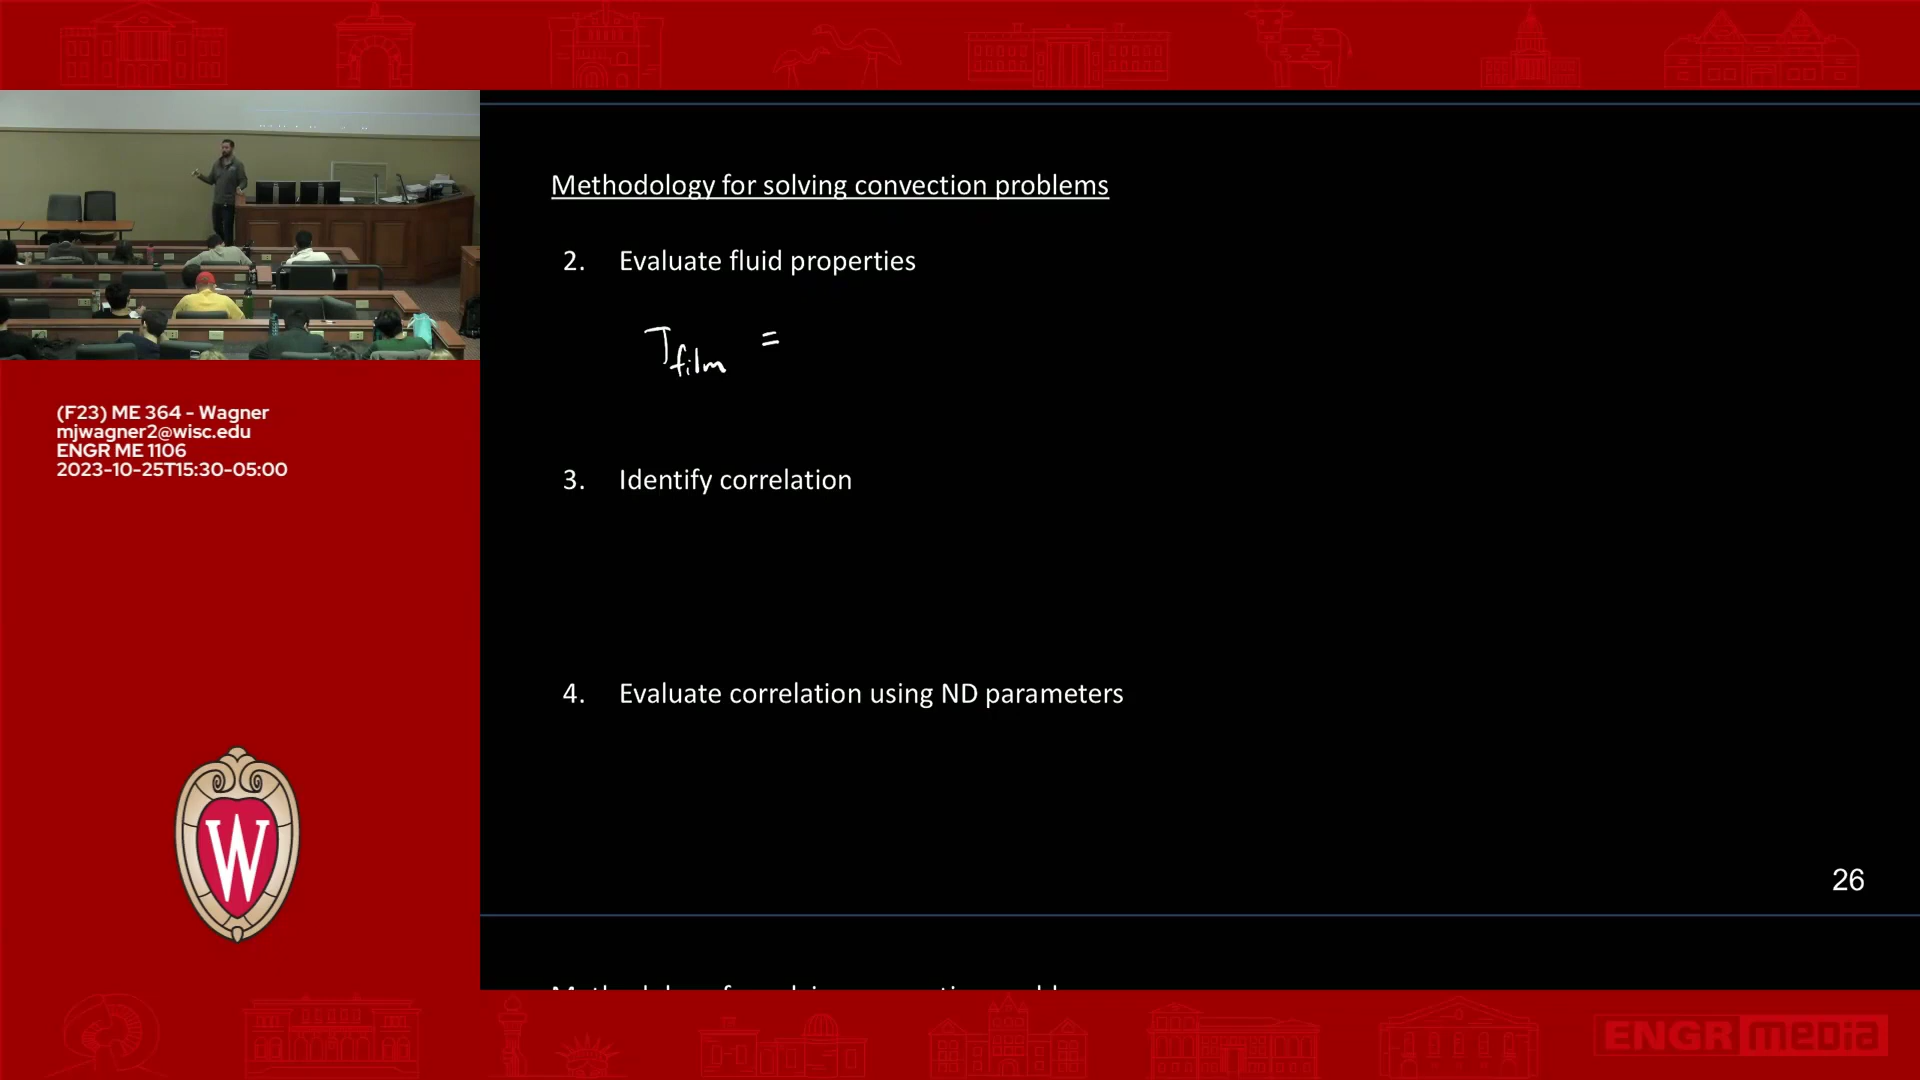 Methodology for solving convection problems
2. Evaluate fluid properties
T film =
3. Identify correlation
4. Evaluate correlation using ND parameters
26
(F23) ME 364 - Wagner
mjwagner2@wisc.edu
ENGR ME 1106
2023-10-25T15:30-05:00
W
ENGR media